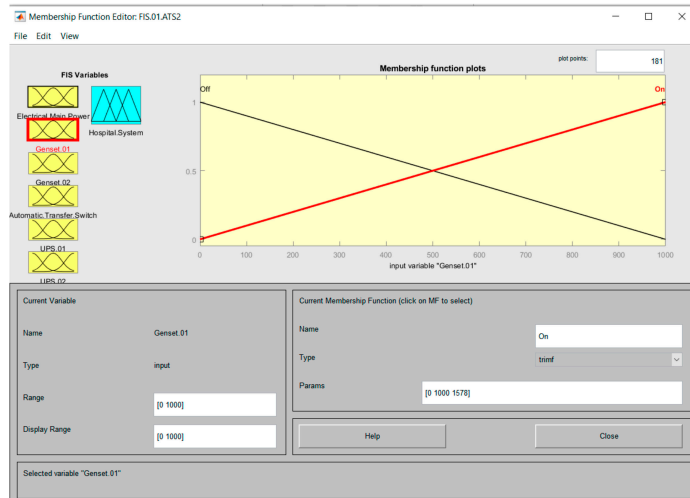 Membership Function Editor: FIS.01.ATS2
File Edit View
FIS Variables
Electrical.Main.Power
Hospital.System
Genset.01
Genset.02
Automatic.Transfer.Switch
UPS.01
UPS.02
Membership function plots
plot points:
181
Off
On
1
0.5
0
0 100 200 300 400 500 600 700 800 900 1000
input variable "Genset.01"
Current Variable
Name Genset.01
Type input
Range [0 1000]
Display Range [0 1000]
Current Membership Function (click on MF to select)
Name On
Type trimf
Params [0 1000 1578]
Help Close
Selected variable "Genset.01"